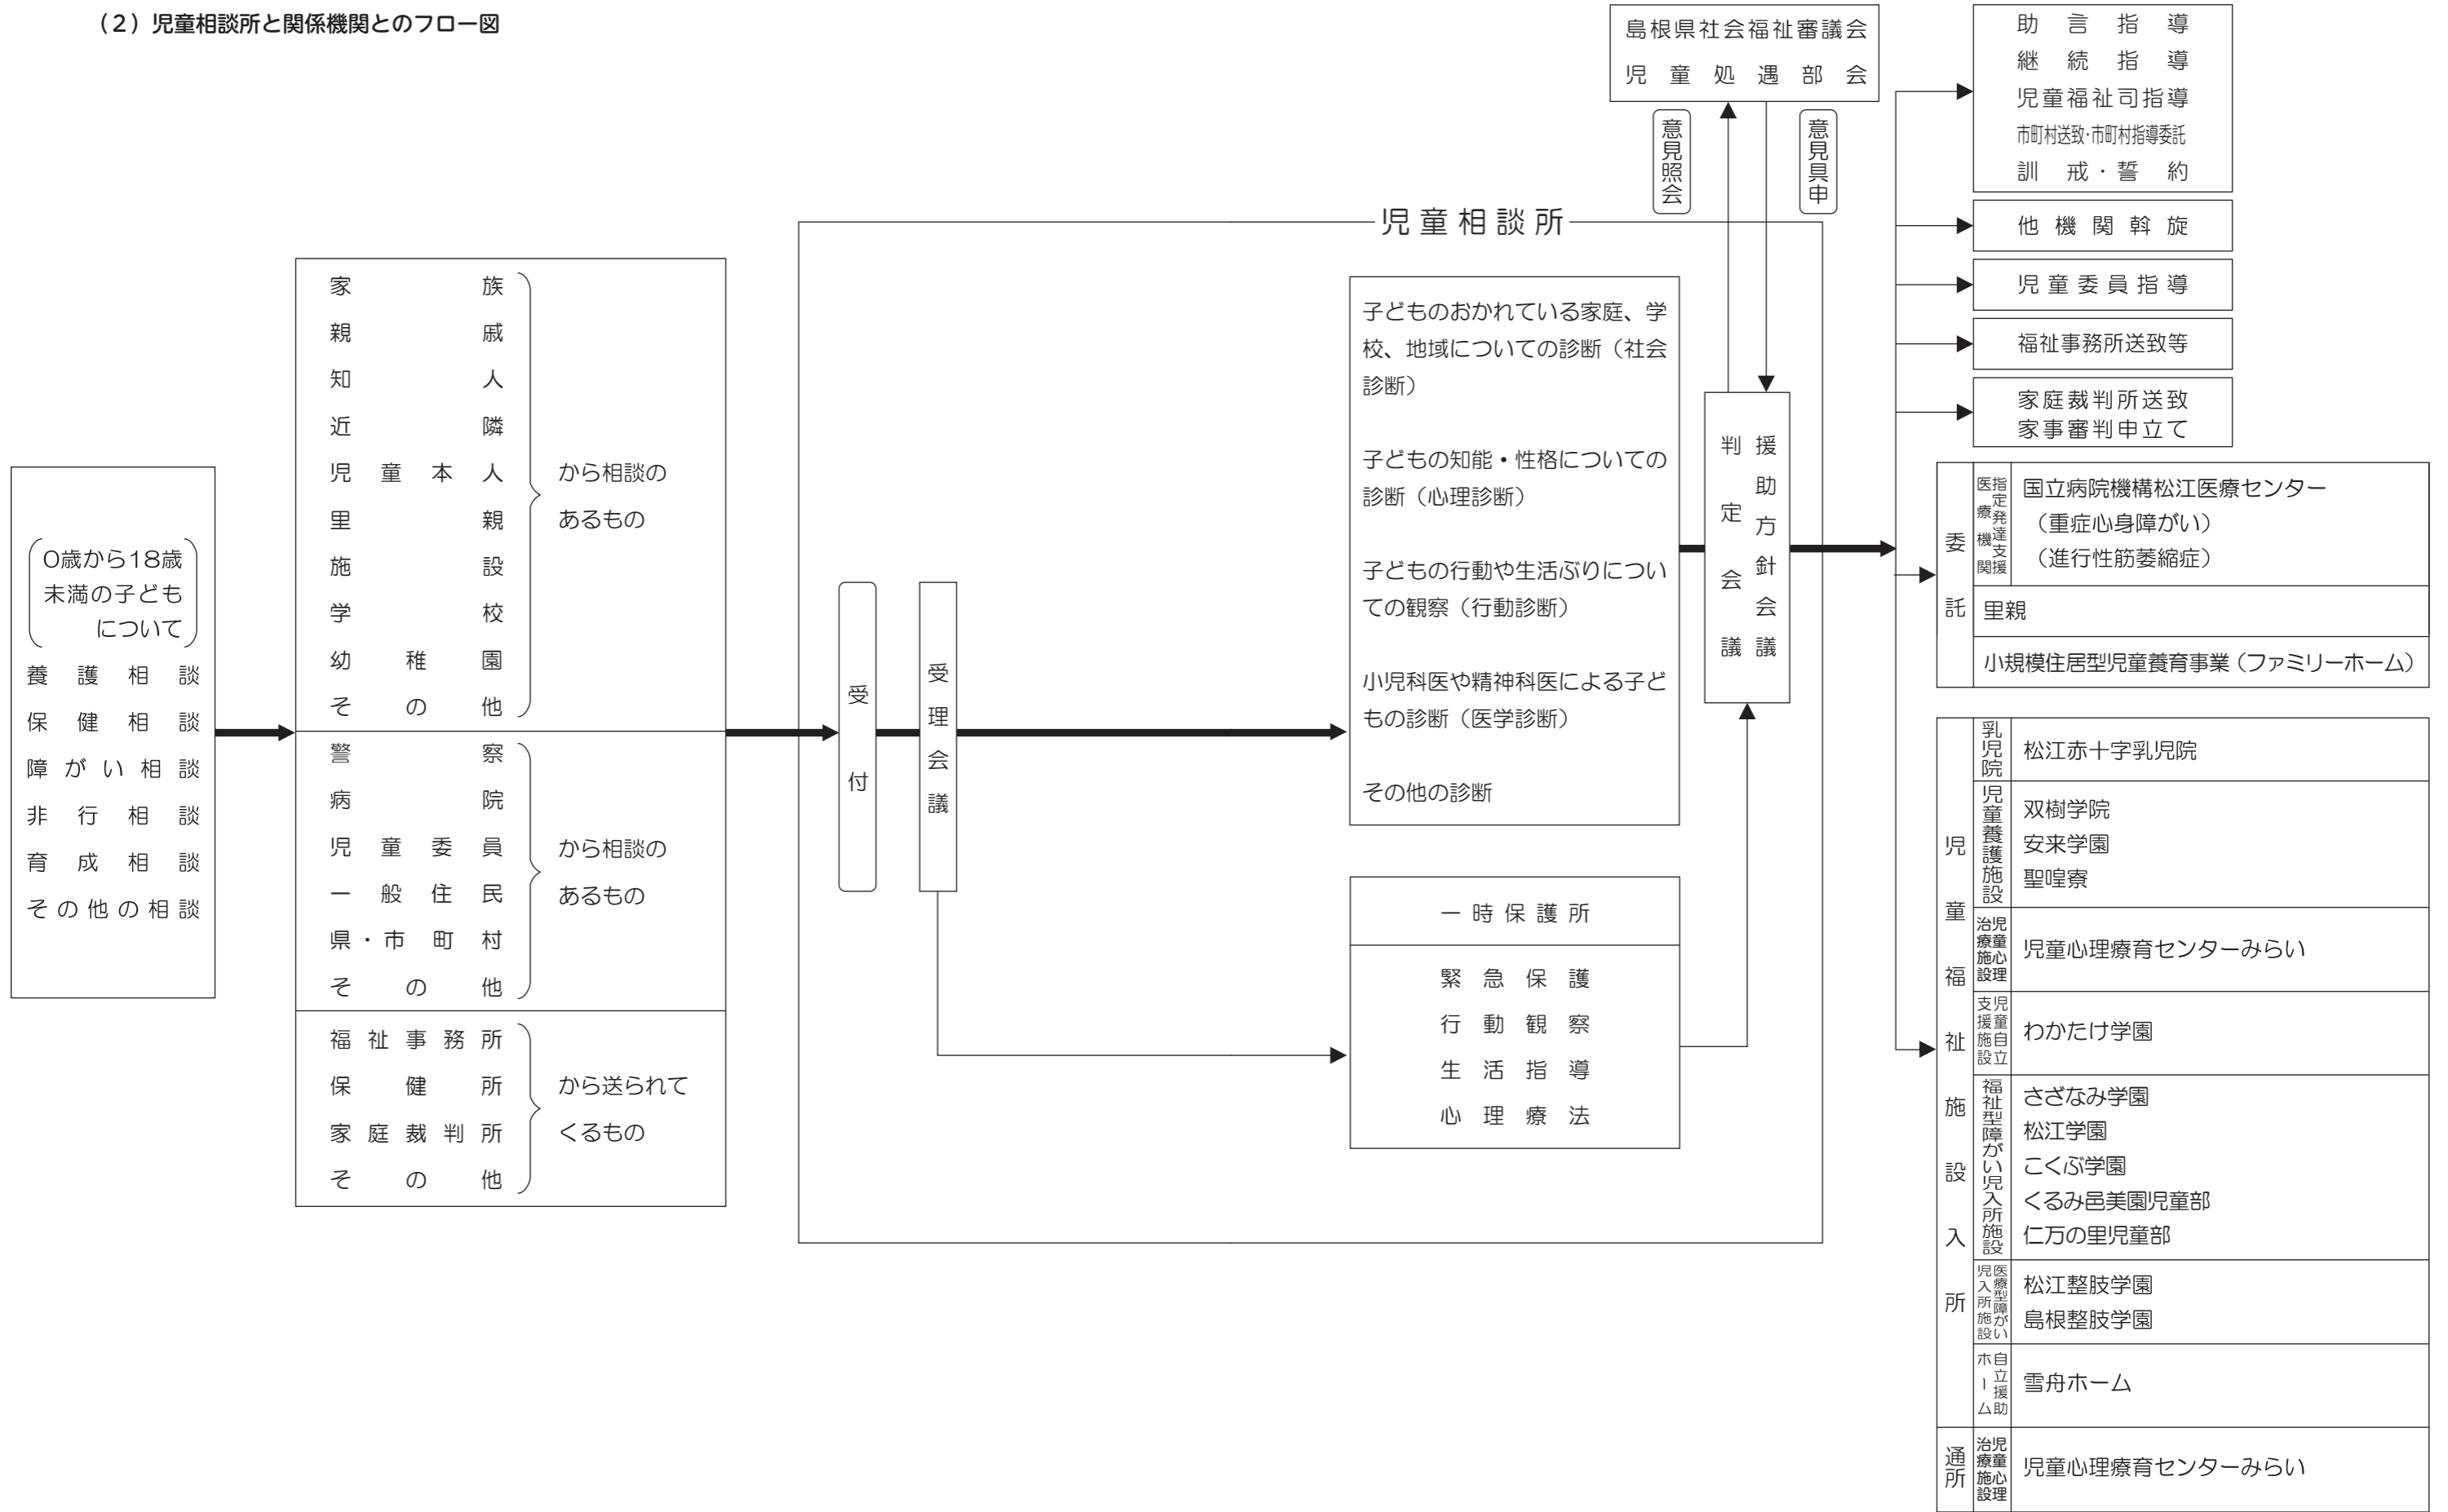 （2）児童相談所と関係機関とのフロー図
0歳から18歳
未満の子ども
について
養護相談
保健相談
障がい相談
非行相談
育成相談
その他の相談
家族
親戚
知人
近隣
児童本人
里親
施設
学校
幼稚園
その他
から相談の
あるもの
警察
病院
児童委員
一般住民
県・市町村
その他
から相談の
あるもの
福祉事務所
保健所
家庭裁判所
その他
から送られて
くるもの
児童相談所
受付
受理会議
子どものおかれている家庭、学
校、地域についての診断（社会
診断）
子どもの知能・性格についての
診断（心理診断）
子どもの行動や生活ぶりについ
ての観察（行動診断）
小児科医や精神科医による子ど
もの診断（医学診断）
その他の診断
一時保護所
緊急保護
行動観察
生活指導
心理療法
援助方針会議
判定会議
島根県社会福祉審議会
児童処遇部会
意見照会
意見具申
助言指導
継続指導
児童福祉司指導
市町村送致・市町村指導委託
訓戒・誓約
他機関斡旋
児童委員指導
福祉事務所送致等
家庭裁判所送致
家事審判申立て
委託
指定発達支援
医療機関
国立病院機構松江医療センター
（重症心身障がい）
（進行性筋萎縮症）
里親
小規模住居型児童養育事業（ファミリーホーム）
児童福祉施設入所
乳児院
松江赤十字乳児院
児童養護施設
双樹学院
安来学園
聖喤寮
児童心理
治療施設
児童心理療育センターみらい
児童自立
支援施設
わかたけ学園
福祉型障がい児入所施設
さざなみ学園
松江学園
こくぶ学園
くるみ邑美園児童部
仁万の里児童部
医療型障がい
児入所施設
松江整肢学園
島根整肢学園
自立援助
ホーム
雪舟ホーム
通所
児童心理
治療施設
児童心理療育センターみらい